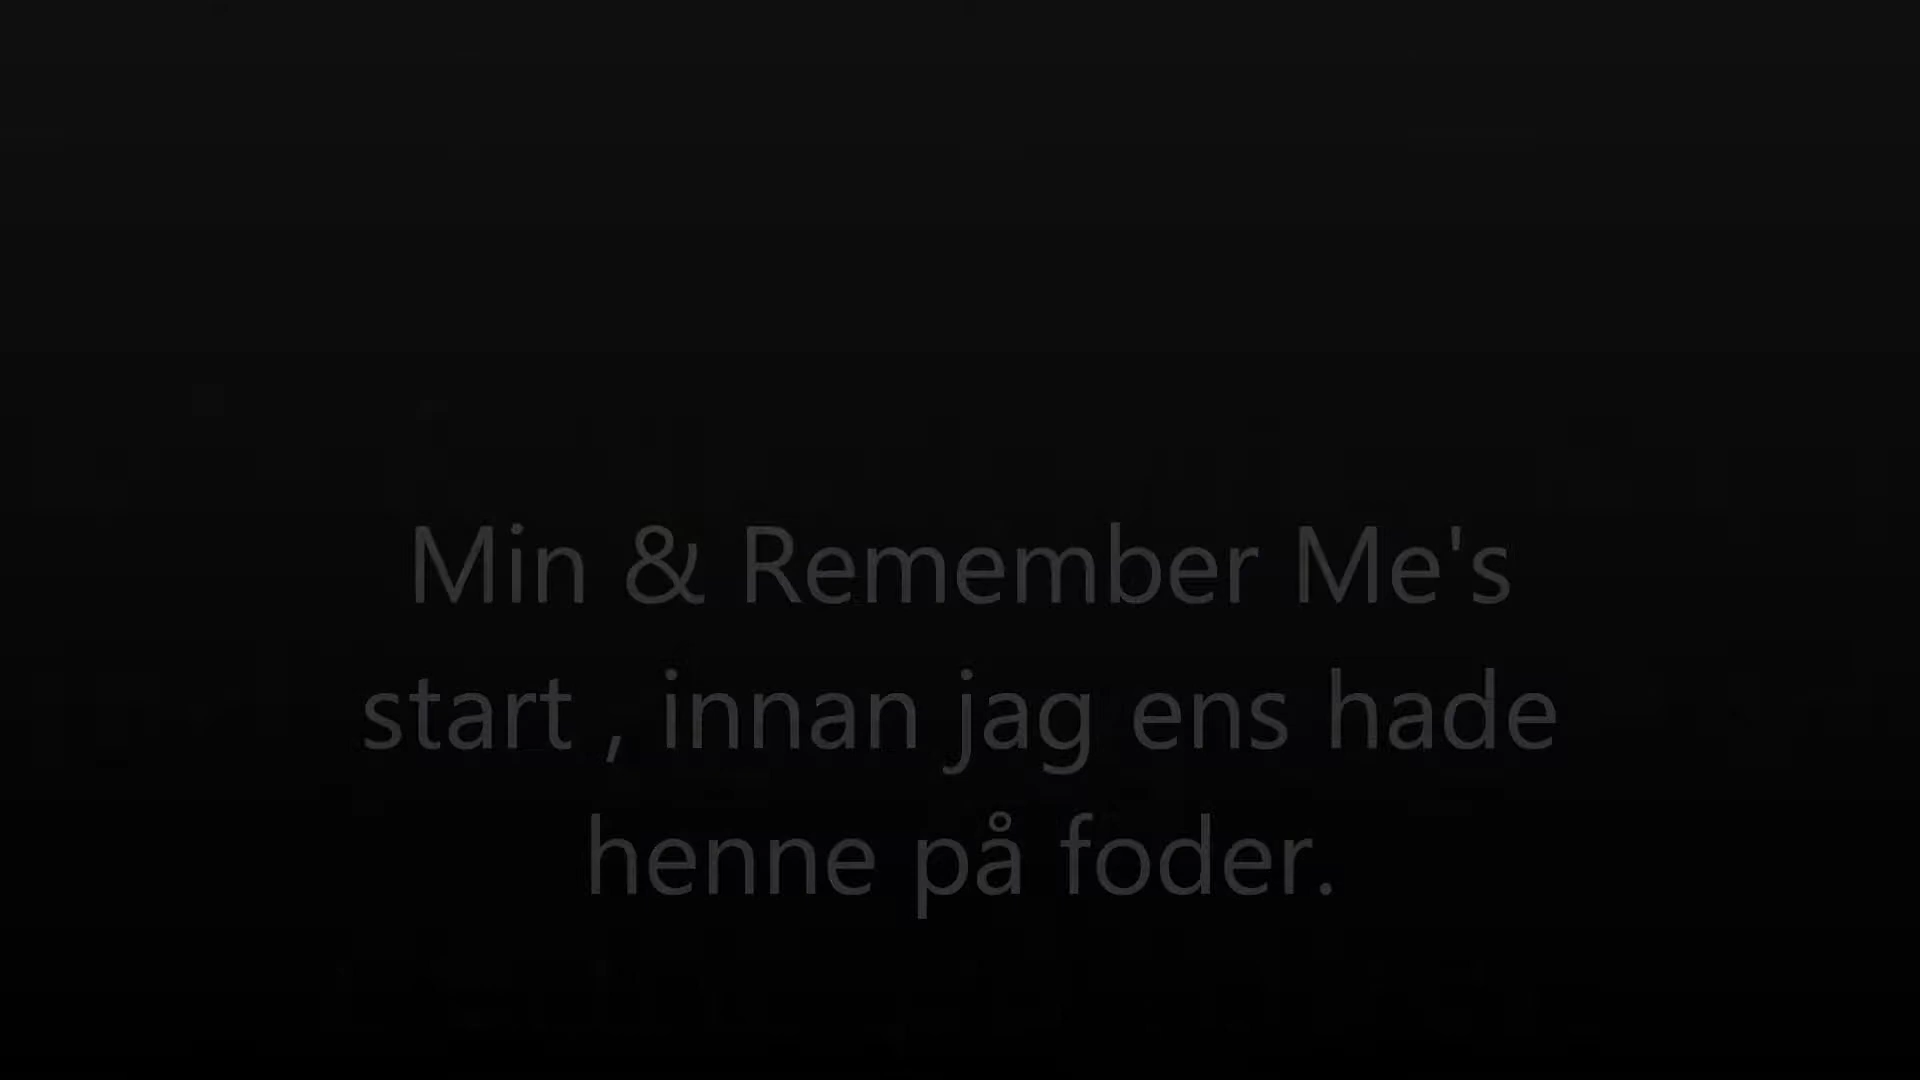 Min & Remember Me's
start , innan jag ens hade
henne på foder.